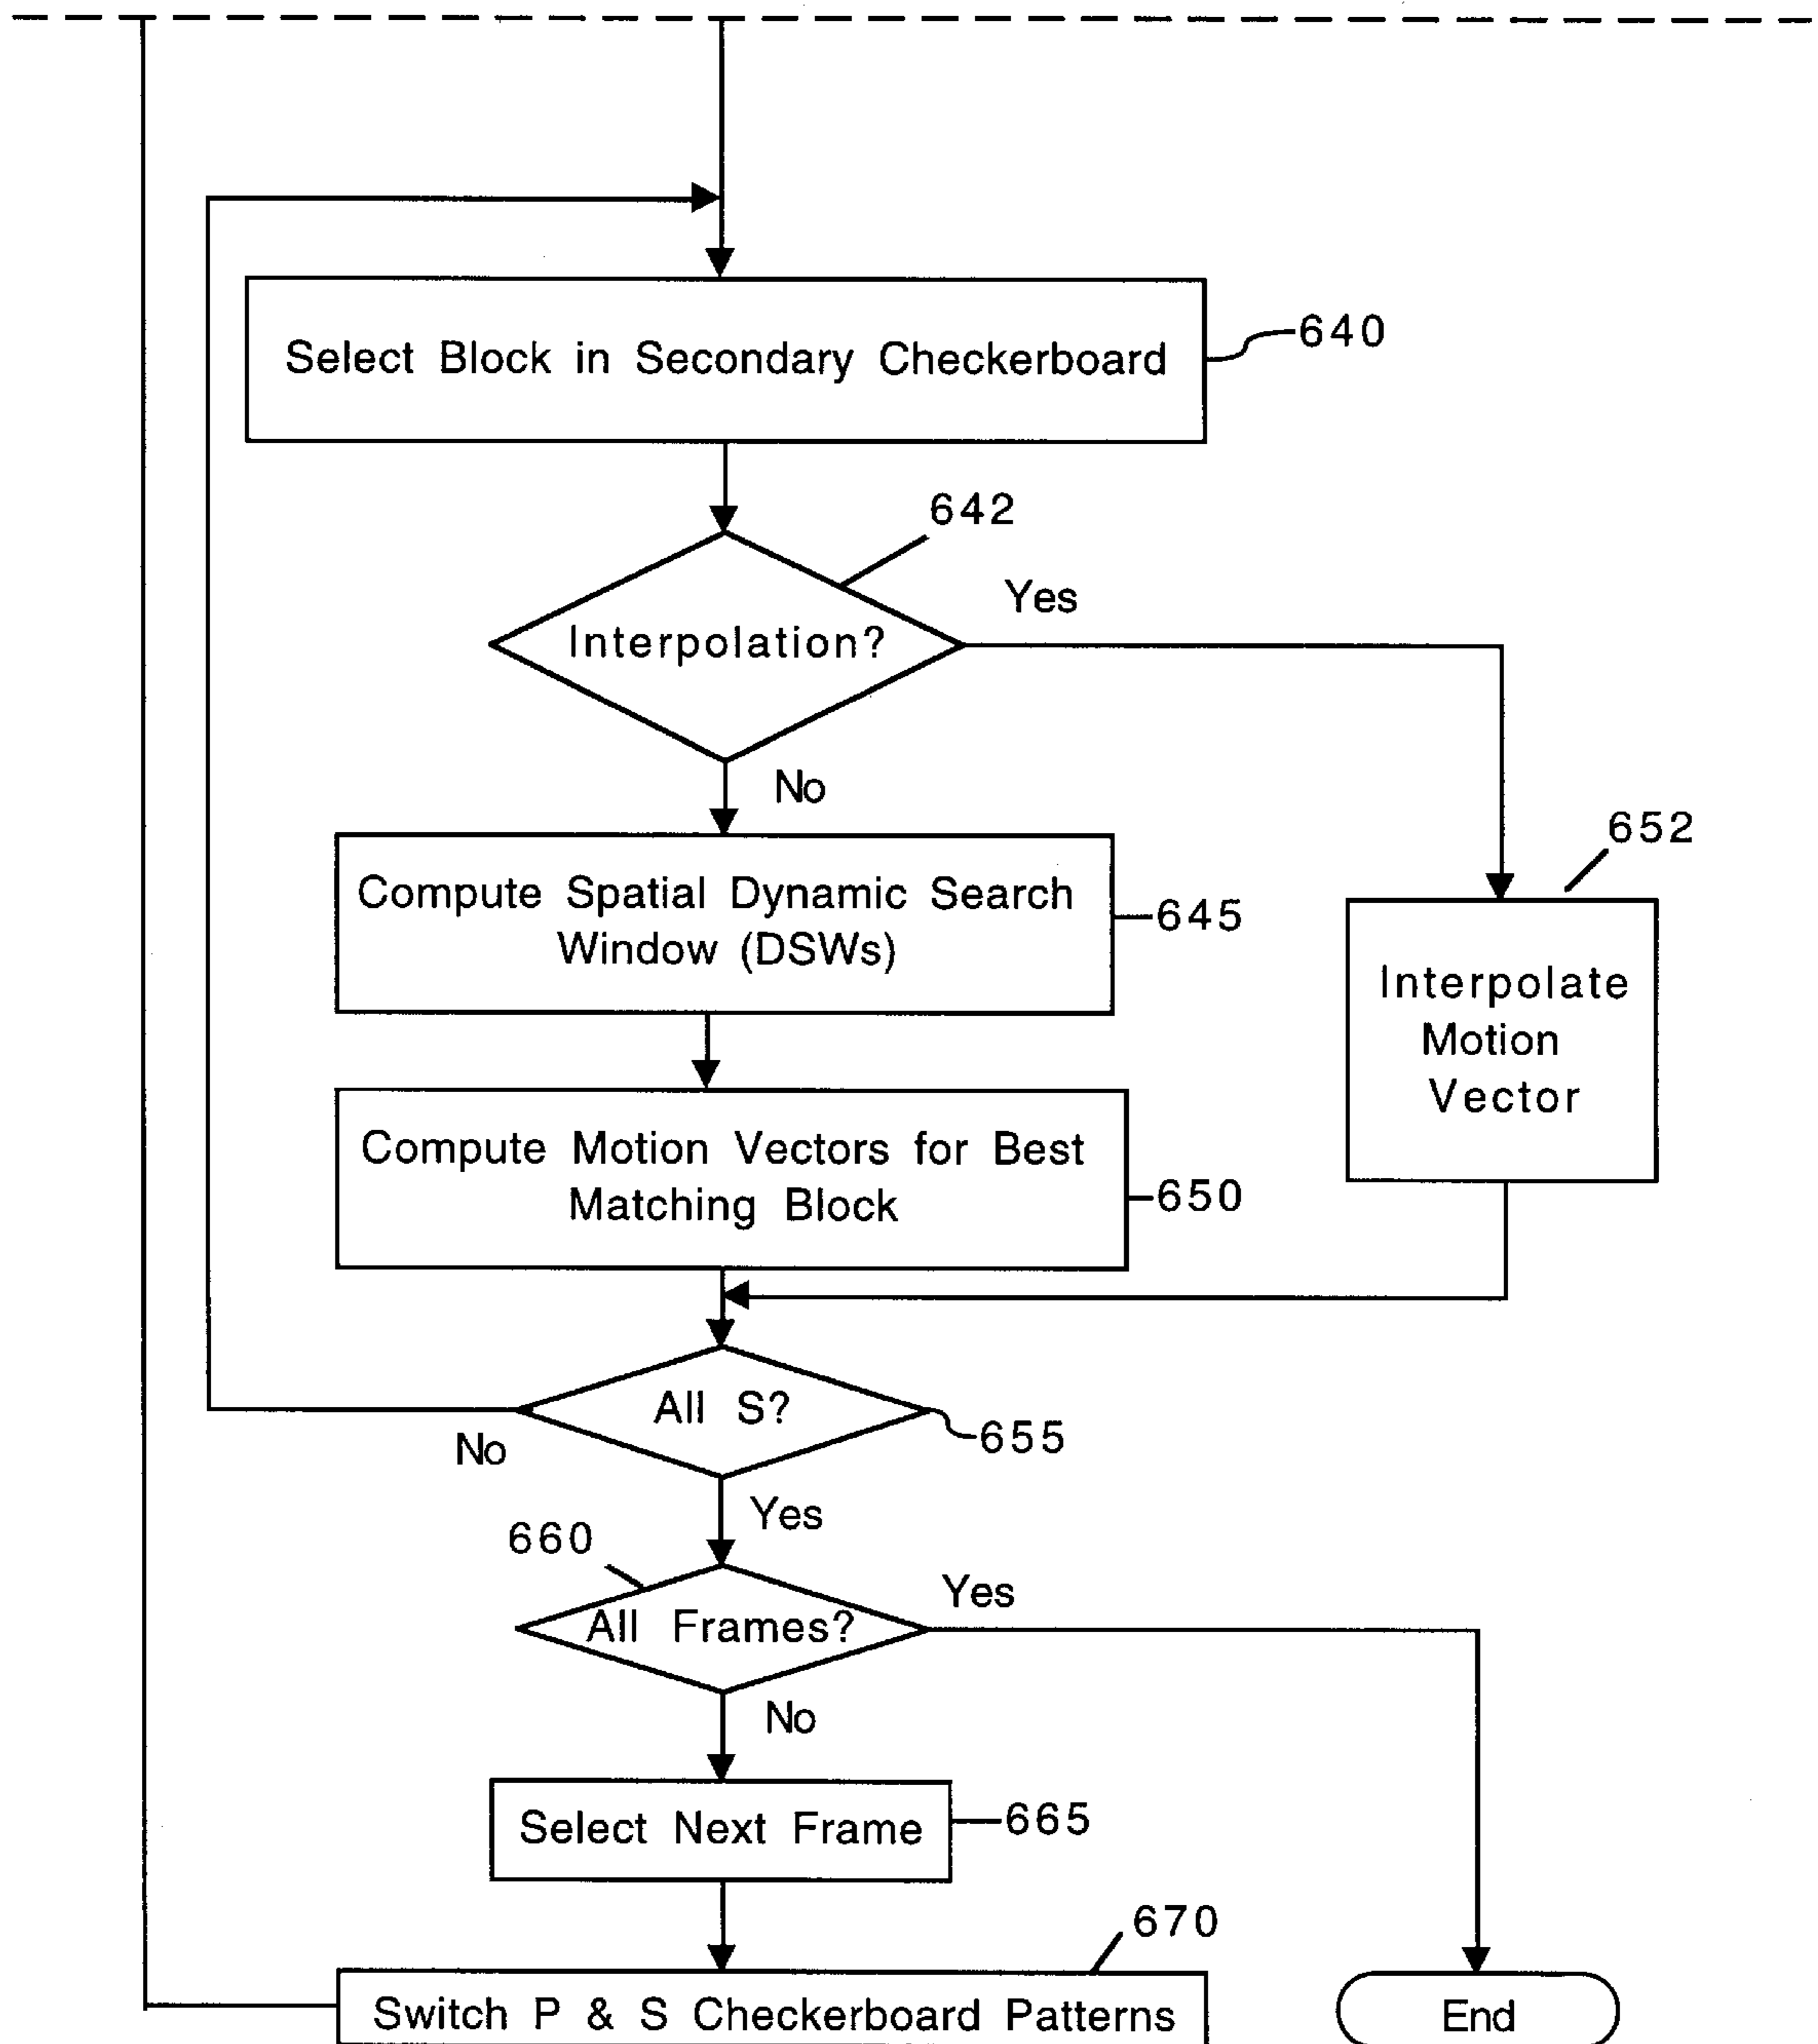 Select Block in Secondary Checkerboard
640
642
Interpolation?
Yes
No
Compute Spatial Dynamic Search
Window (DSWs)
645
652
Interpolate
Motion
Vector
Compute Motion Vectors for Best
Matching Block
650
All S?
655
No
Yes
660
All Frames?
Yes
No
Select Next Frame
665
670
Switch P & S Checkerboard Patterns
End